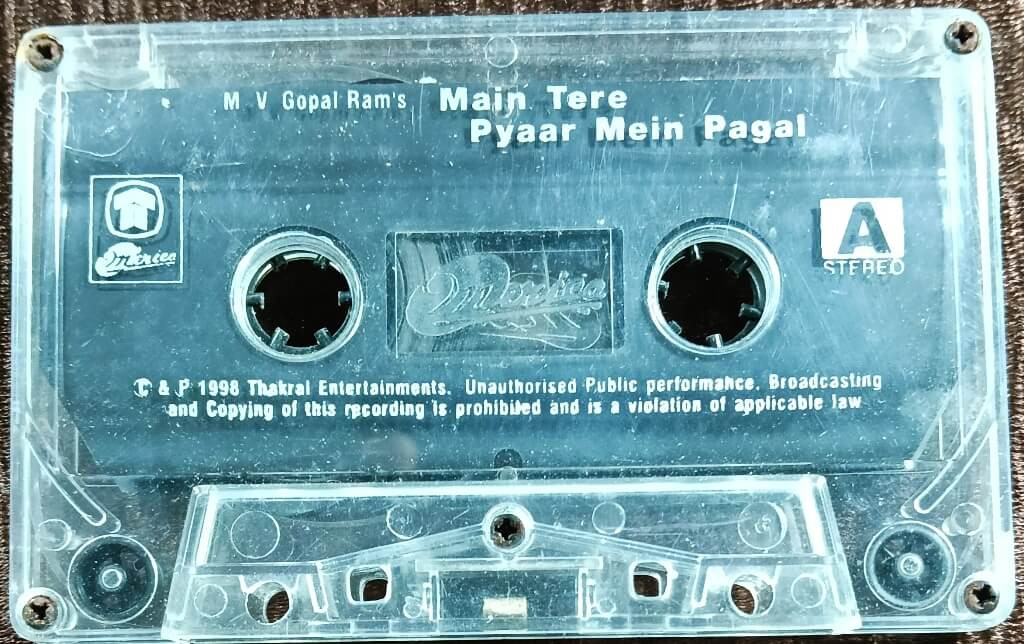 M V Gopal Ram's Main Tere
Pyaar Mein Pagal
A
STEREO
© & ℗ 1998 Thakral Entertainments. Unauthorised Public performance. Broadcasting
and Copying of this recording is prohibited and is a violation of applicable law